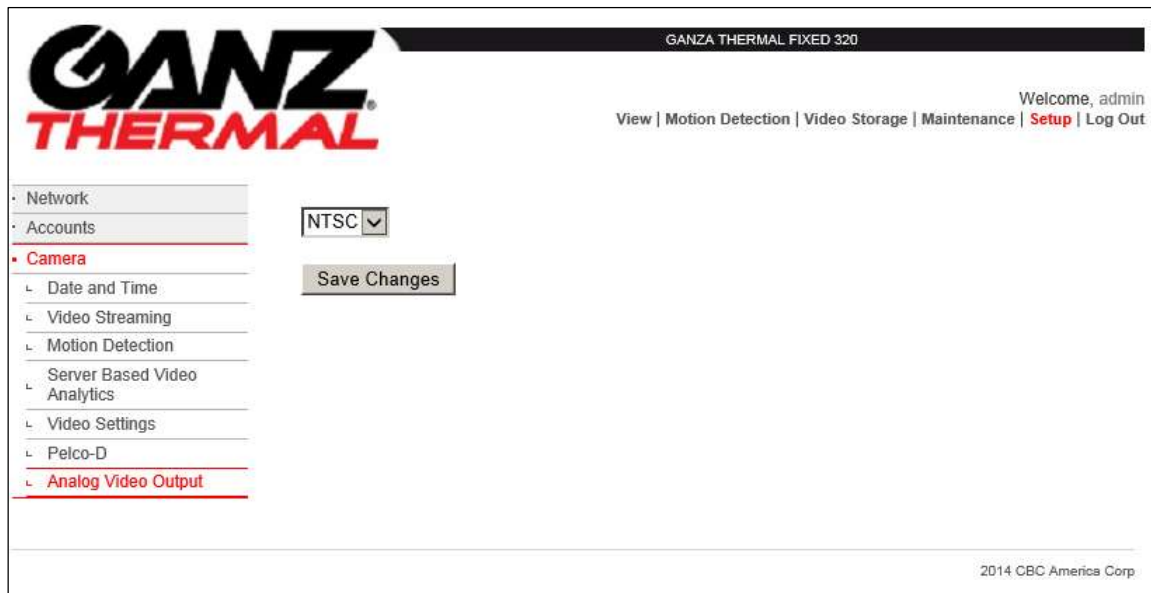 GANZ
THERMAL
GANZA THERMAL FIXED 320
Welcome, admin
View | Motion Detection | Video Storage | Maintenance | Setup | Log Out
Network
Accounts
Camera
Date and Time
Video Streaming
Motion Detection
Server Based Video
Analytics
Video Settings
Pelco-D
Analog Video Output
NTSC
Save Changes
2014 CBC America Corp